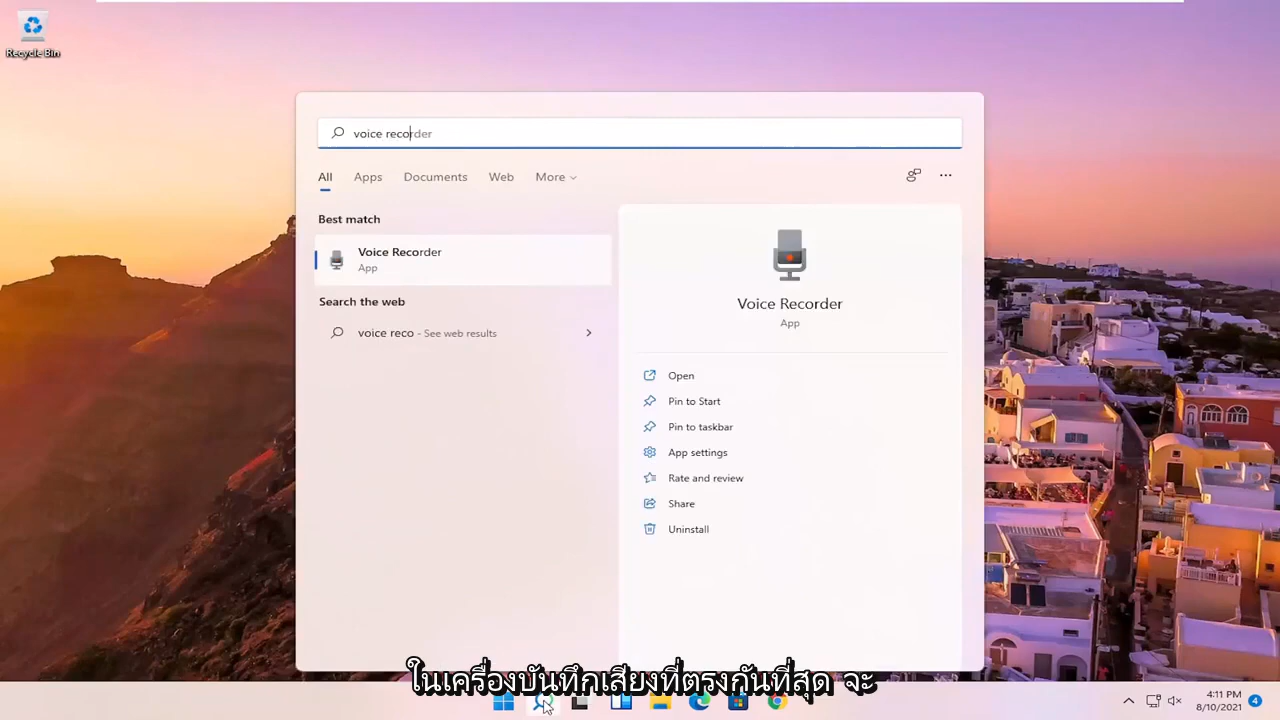 Recycle Bin
voice recorder
All Apps Documents Web More
Best match
Voice Recorder
App
Search the web
voice reco - See web results
Voice Recorder
App
Open
Pin to Start
Pin to taskbar
App settings
Rate and review
Share
Uninstall
ในเครื่องบันทึกเสียงที่ตรงกันที่สุด จะ
4:11 PM
8/10/2021
4